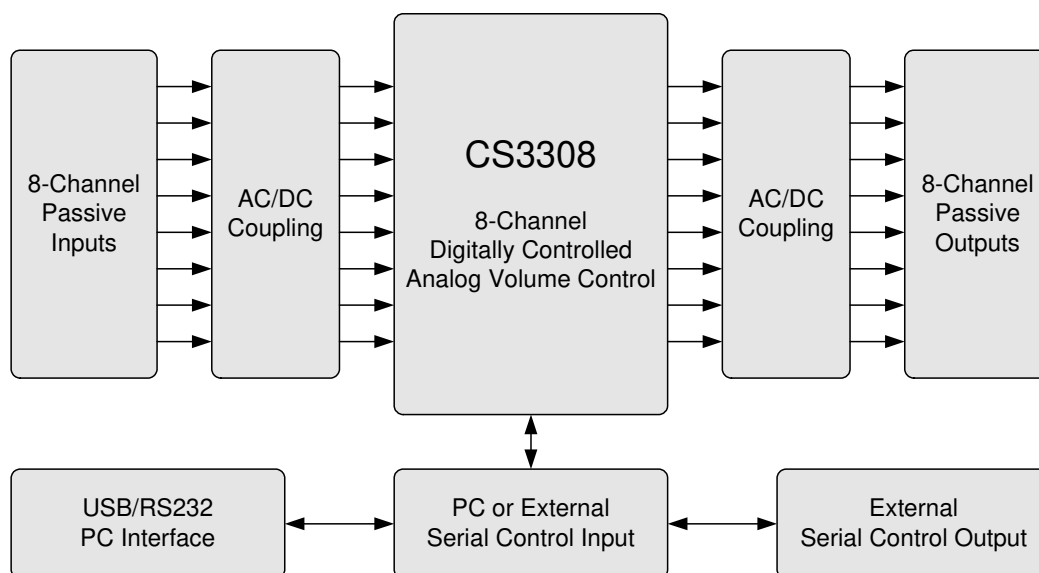 8-Channel
Passive
Inputs
AC/DC
Coupling
CS3308
8-Channel
Digitally Controlled
Analog Volume Control
AC/DC
Coupling
8-Channel
Passive
Outputs
USB/RS232
PC Interface
PC or External
Serial Control Input
External
Serial Control Output